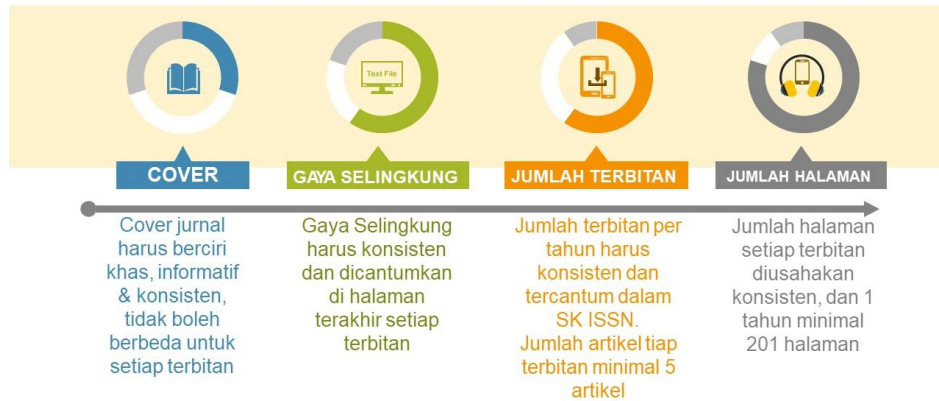 Text File
COVER
GAYA SELINGKUNG
JUMLAH TERBITAN
JUMLAH HALAMAN
Cover jurnal
harus berciri
khas, informatif
& konsisten,
tidak boleh
berbeda untuk
setiap terbitan
Gaya Selingkung
harus konsisten
dan dicantumkan
di halaman
terakhir setiap
terbitan
Jumlah terbitan per
tahun harus
konsisten dan
tercantum dalam
SK ISSN.
Jumlah artikel tiap
terbitan minimal 5
artikel
Jumlah halaman
setiap terbitan
diusahakan
konsisten, dan 1
tahun minimal
201 halaman